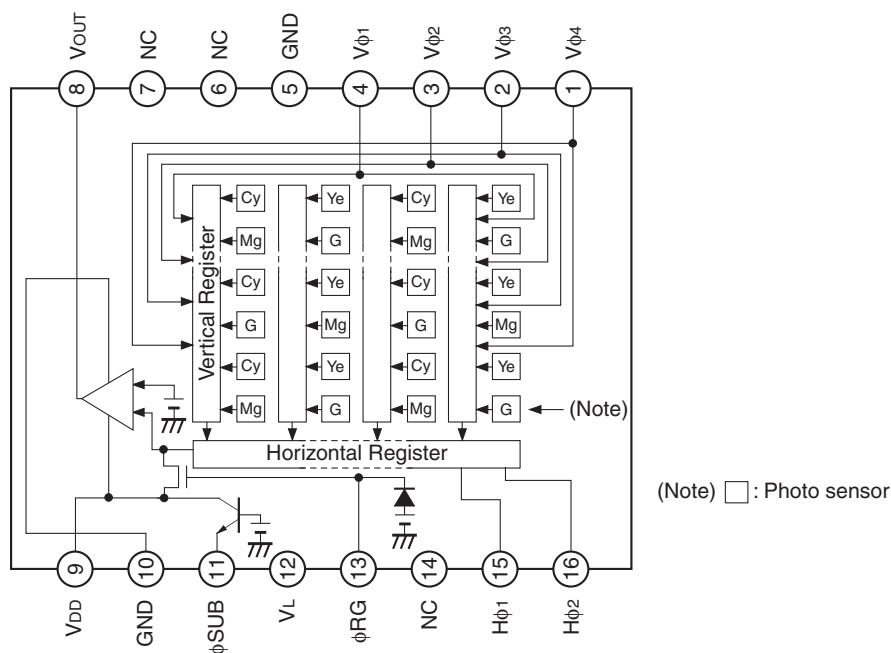 VOUT NC NC GND Vφ1 Vφ2 Vφ3 Vφ4
8 7 6 5 4 3 2 1
Vertical Register
Cy Ye Cy Ye
Mg G Mg G
Cy Ye Cy Ye
G Mg G Mg
Cy Ye Cy Ye
Mg G Mg G
(Note)
Horizontal Register
(Note) : Photo sensor
9 10 11 12 13 14 15 16
VDD GND φSUB VL φRG NC Hφ1 Hφ2